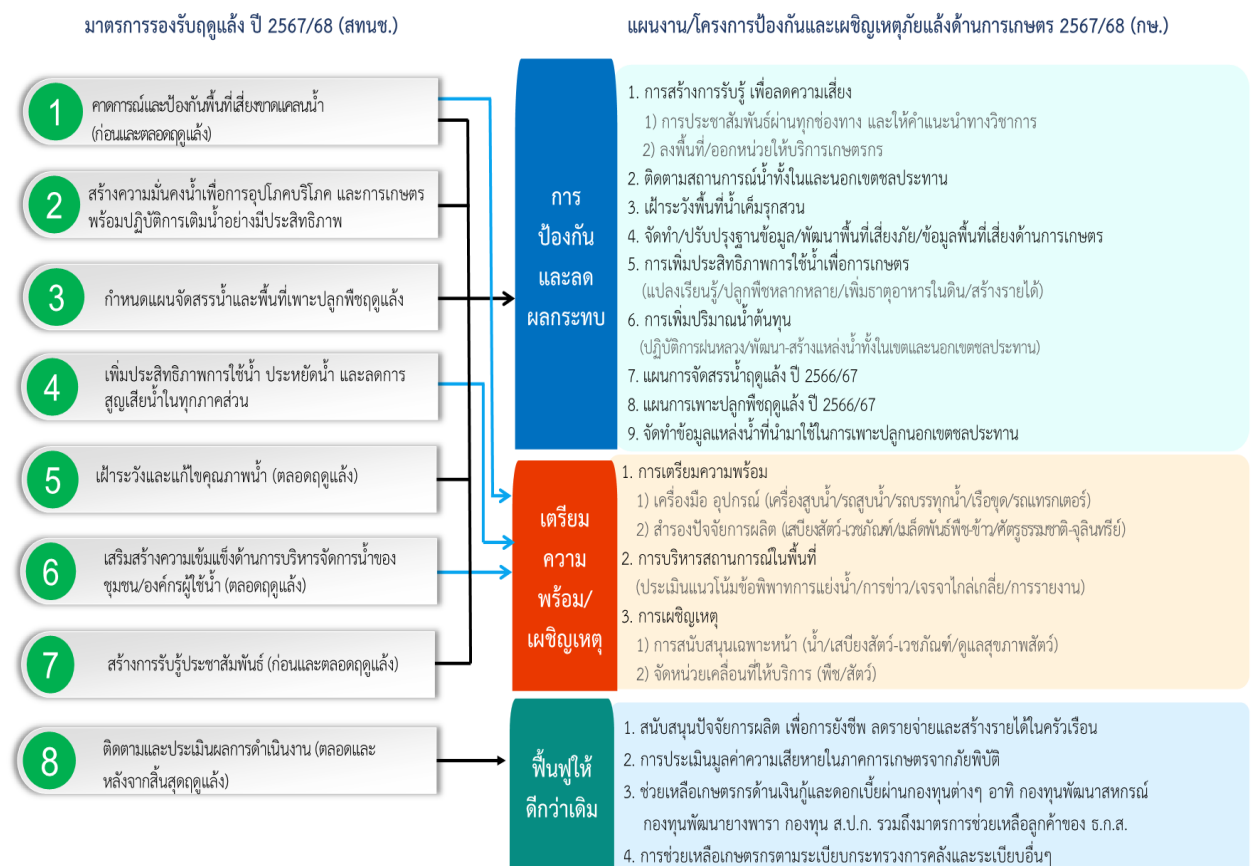 มาตรการรองรับฤดูแล้ง ปี 2567/68 (สทนช.)
1
คาดการณ์และป้องกันพื้นที่เสี่ยงขาดแคลนน้ำ
(ก่อนและตลอดฤดูแล้ง)
2
สร้างความมั่นคงน้ำเพื่อการอุปโภคบริโภค และการเกษตร
พร้อมปฏิบัติการเติมน้ำอย่างมีประสิทธิภาพ
3
กำหนดแผนจัดสรรน้ำและพื้นที่เพาะปลูกพืชฤดูแล้ง
4
เพิ่มประสิทธิภาพการใช้น้ำ ประหยัดน้ำ และลดการ
สูญเสียน้ำในทุกภาคส่วน
5
เฝ้าระวังและแก้ไขคุณภาพน้ำ (ตลอดฤดูแล้ง)
6
เสริมสร้างความเข้มแข็งด้านการบริหารจัดการน้ำของ
ชุมชน/องค์กรผู้ใช้น้ำ (ตลอดฤดูแล้ง)
7
สร้างการรับรู้ประชาสัมพันธ์ (ก่อนและตลอดฤดูแล้ง)
8
ติดตามและประเมินผลการดำเนินงาน (ตลอดและ
หลังจากสิ้นสุดฤดูแล้ง)
แผนงาน/โครงการป้องกันและเผชิญเหตุภัยแล้งด้านการเกษตร 2567/68 (กษ.)
การ
ป้องกัน
และลด
ผลกระทบ
1. การสร้างการรับรู้ เพื่อลดความเสี่ยง
1) การประชาสัมพันธ์ผ่านทุกช่องทาง และให้คำแนะนำทางวิชาการ
2) ลงพื้นที่/ออกหน่วยให้บริการเกษตรกร
2. ติดตามสถานการณ์น้ำทั้งในและนอกเขตชลประทาน
3. เฝ้าระวังพื้นที่น้ำเค็มรุกสวน
4. จัดทำ/ปรับปรุงฐานข้อมูล/พัฒนาพื้นที่เสี่ยงภัย/ข้อมูลพื้นที่เสี่ยงด้านการเกษตร
5. การเพิ่มประสิทธิภาพการใช้น้ำเพื่อการเกษตร
(แปลงเรียนรู้/ปลูกพืชหลากหลาย/เพิ่มธาตุอาหารในดิน/สร้างรายได้)
6. การเพิ่มปริมาณน้ำต้นทุน
(ปฏิบัติการฝนหลวง/พัฒนา-สร้างแหล่งน้ำทั้งในเขตและนอกเขตชลประทาน)
7. แผนการจัดสรรน้ำฤดูแล้ง ปี 2566/67
8. แผนการเพาะปลูกพืชฤดูแล้ง ปี 2566/67
9. จัดทำข้อมูลแหล่งน้ำที่นำมาใช้ในการเพาะปลูกนอกเขตชลประทาน
เตรียม
ความ
พร้อม/
เผชิญเหตุ
1. การเตรียมความพร้อม
1) เครื่องมือ อุปกรณ์ (เครื่องสูบน้ำ/รถสูบน้ำ/รถบรรทุกน้ำ/เรือขุด/รถแทรกเตอร์)
2) สำรองปัจจัยการผลิต (เสบียงสัตว์-เวชภัณฑ์/เมล็ดพันธ์พืช-ข้าว/ศัตรูธรรมชาติ-จุลินทรีย์)
2. การบริหารสถานการณ์ในพื้นที่
(ประเมินแนวโน้มข้อพิพาทการแย่งน้ำ/การข่าว/เจรจาไกล่เกลี่ย/การรายงาน)
3. การเผชิญเหตุ
1) การสนับสนุนเฉพาะหน้า (น้ำ/เสบียงสัตว์-เวชภัณฑ์/ดูแลสุขภาพสัตว์)
2) จัดหน่วยเคลื่อนที่ให้บริการ (พืช/สัตว์)
ฟื้นฟูให้
ดีกว่าเดิม
1. สนับสนุนปัจจัยการผลิต เพื่อการยังชีพ ลดรายจ่ายและสร้างรายได้ในครัวเรือน
2. การประเมินมูลค่าความเสียหายในภาคการเกษตรจากภัยพิบัติ
3. ช่วยเหลือเกษตรกรด้านเงินกู้และดอกเบี้ยผ่านกองทุนต่างๆ อาทิ กองทุนพัฒนาสหกรณ์
กองทุนพัฒนายางพารา กองทุน ส.ป.ก. รวมถึงมาตรการช่วยเหลือลูกค้าของ ธ.ก.ส.
4. การช่วยเหลือเกษตรกรตามระเบียบกระทรวงการคลังและระเบียบอื่นๆ